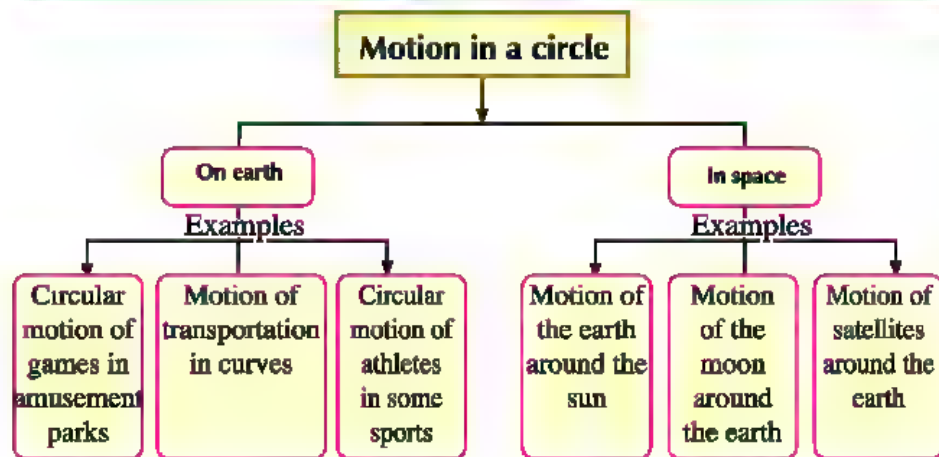 Motion in a circle
On earth
In space
Examples
Examples
Circular
motion of
games in
amusement
parks
Motion of
transportation
in curves
Circular
motion of
athletes
in some
sports
Motion of
the earth
around the
sun
Motion
of the
moon
around
the earth
Motion of
satellites
around the
earth